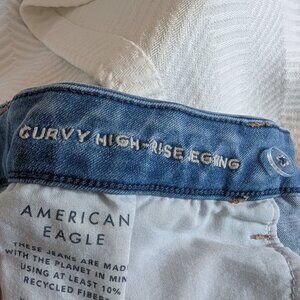 CURVY HIGH-RISE EGING
AMERICAN
EAGLE
THESE JEANS ARE MADE
WITH THE PLANET IN MIN
USING AT LEAST 10%
RECYCLED FIBERS